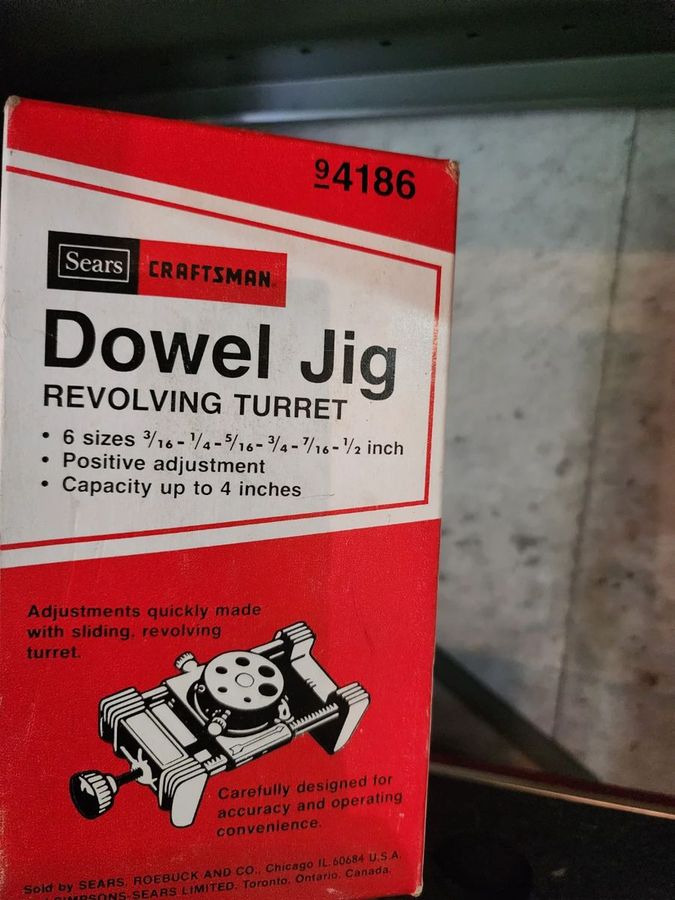 94186
Sears CRAFTSMAN
Dowel Jig
REVOLVING TURRET
• 6 sizes 3/16 - 1/4 - 5/16 - 3/4 - 7/16 - 1/2 inch
• Positive adjustment
• Capacity up to 4 inches
Adjustments quickly made
with sliding, revolving
turret.
Carefully designed for
accuracy and operating
convenience.
Sold by SEARS, ROEBUCK AND CO., Chicago IL.60684 U.S.A.
SIMPSONS-SEARS LIMITED. Toronto, Ontario, Canada.